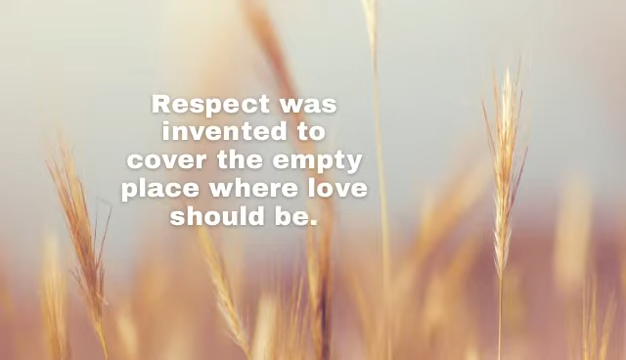 Respect was
invented to
cover the empty
place where love
should be.